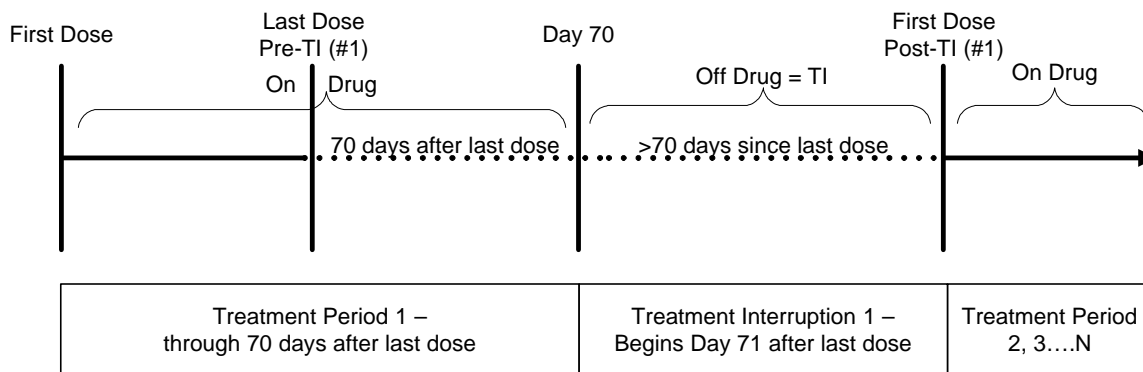 First Dose
Last Dose
Pre-TI (#1)
Day 70
First Dose
Post-TI (#1)
On Drug
Off Drug = TI
On Drug
70 days after last dose
>70 days since last dose
Treatment Period 1 –
through 70 days after last dose
Treatment Interruption 1 –
Begins Day 71 after last dose
Treatment Period
2, 3….N